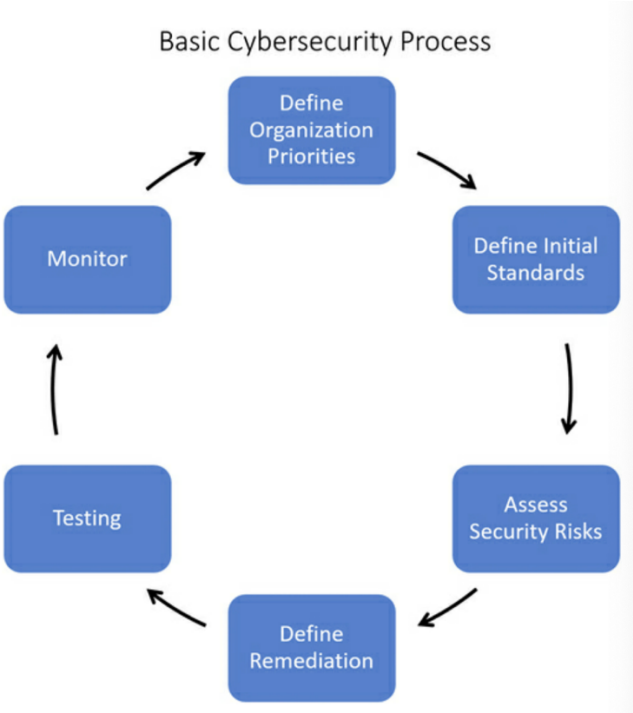 Basic Cybersecurity Process
Define
Organization
Priorities
Define Initial
Standards
Assess
Security Risks
Define
Remediation
Testing
Monitor